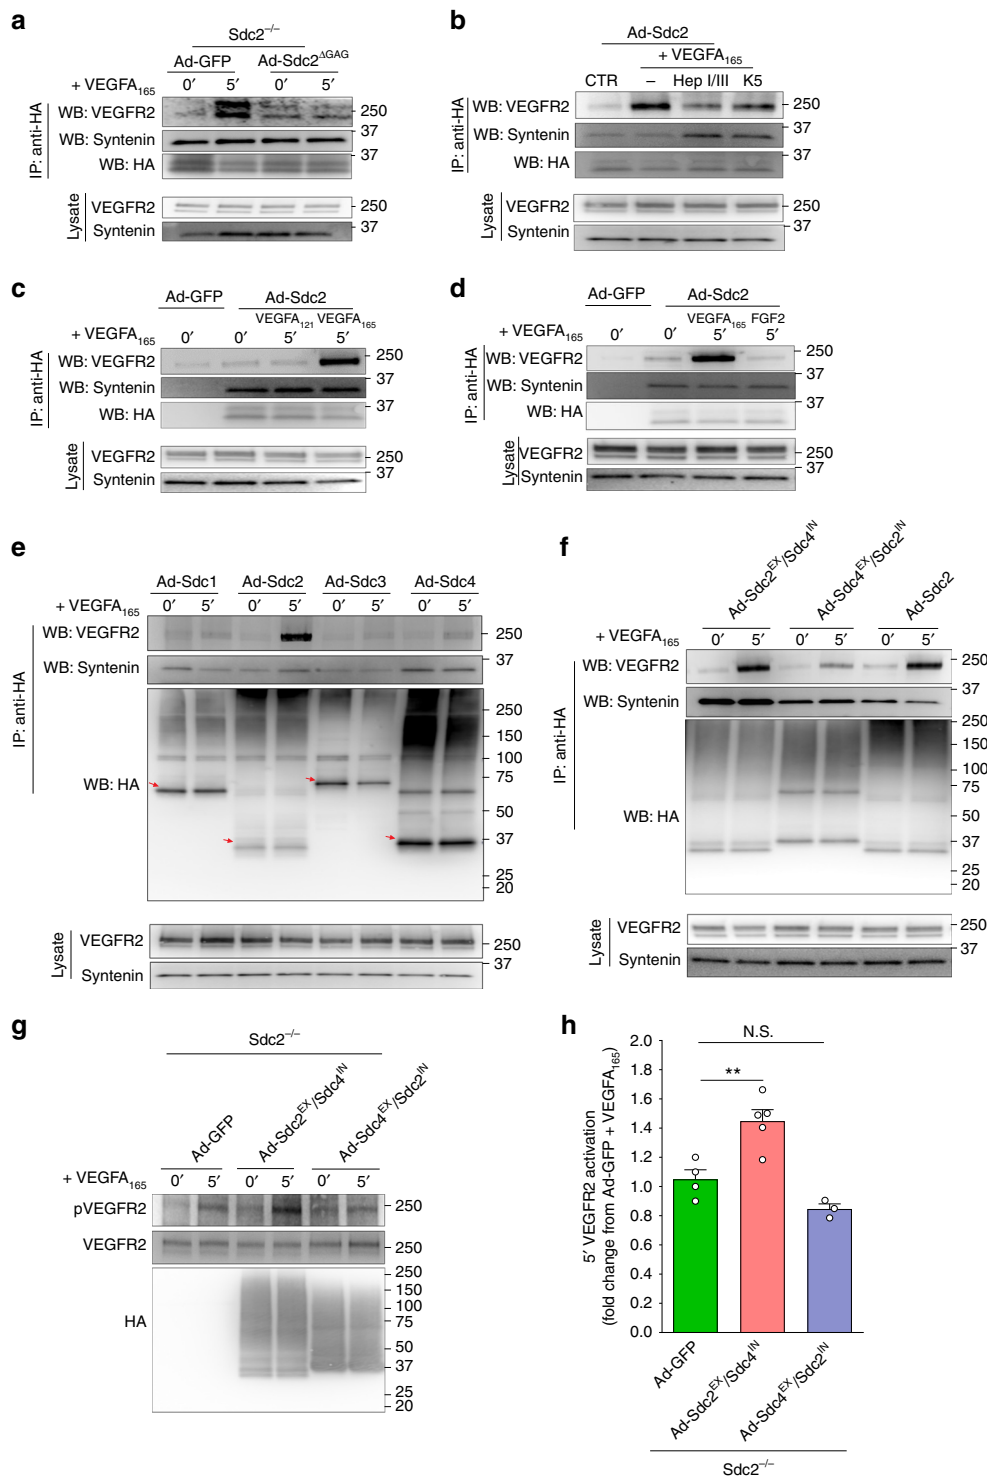 a
Sdc2–/–
Ad-GFP Ad-Sdc2ΔGAG
+ VEGFA165 0′ 5′ 0′ 5′
IP: anti-HA
WB: VEGFR2 250
WB: Syntenin 37
WB: HA 37
Lysate
VEGFR2 250
Syntenin 37
b
Ad-Sdc2
+ VEGFA165
CTR – Hep I/III K5
IP: anti-HA
WB: VEGFR2 250
WB: Syntenin 37
WB: HA 37
Lysate
VEGFR2 250
Syntenin 37
c
Ad-GFP Ad-Sdc2
VEGFA121 VEGFA165
+ VEGFA165 0′ 0′ 5′ 5′
IP: anti-HA
WB: VEGFR2 250
WB: Syntenin 37
WB: HA 37
Lysate
VEGFR2 250
Syntenin 37
d
Ad-GFP Ad-Sdc2
VEGFA165 FGF2
+ VEGFA165 0′ 0′ 5′ 5′
IP: anti-HA
WB: VEGFR2 250
WB: Syntenin 37
WB: HA 37
Lysate
VEGFR2 250
Syntenin 37
e
Ad-Sdc1 Ad-Sdc2 Ad-Sdc3 Ad-Sdc4
+ VEGFA165 0′ 5′ 0′ 5′ 0′ 5′ 0′ 5′
IP: anti-HA
WB: VEGFR2 250
WB: Syntenin 37
WB: HA
250
150
100
75
50
37
25
20
Lysate
VEGFR2 250
Syntenin 37
f
Ad-Sdc2EX/Sdc4IN
Ad-Sdc4EX/Sdc2IN
Ad-Sdc2
+ VEGFA165 0′ 5′ 0′ 5′ 0′ 5′
IP: anti-HA
WB: VEGFR2 250
WB: Syntenin 37
WB: HA
250
150
100
75
50
37
25
20
Lysate
VEGFR2 250
Syntenin 37
g
Sdc2–/–
Ad-GFP
Ad-Sdc2EX/Sdc4IN
Ad-Sdc4EX/Sdc2IN
+ VEGFA165 0′ 5′ 0′ 5′ 0′ 5′
pVEGFR2 250
VEGFR2 250
HA
250
150
100
75
50
37
25
20
h
5′ VEGFR2 activation
(fold change from Ad-GFP + VEGFA165)
2.0
1.8
1.6
1.4
1.2
1.0
0.8
0.6
0.4
0.2
0.0
N.S.
**
Ad-GFP
Ad-Sdc2EX/Sdc4IN
Ad-Sdc4EX/Sdc2IN
Sdc2–/–